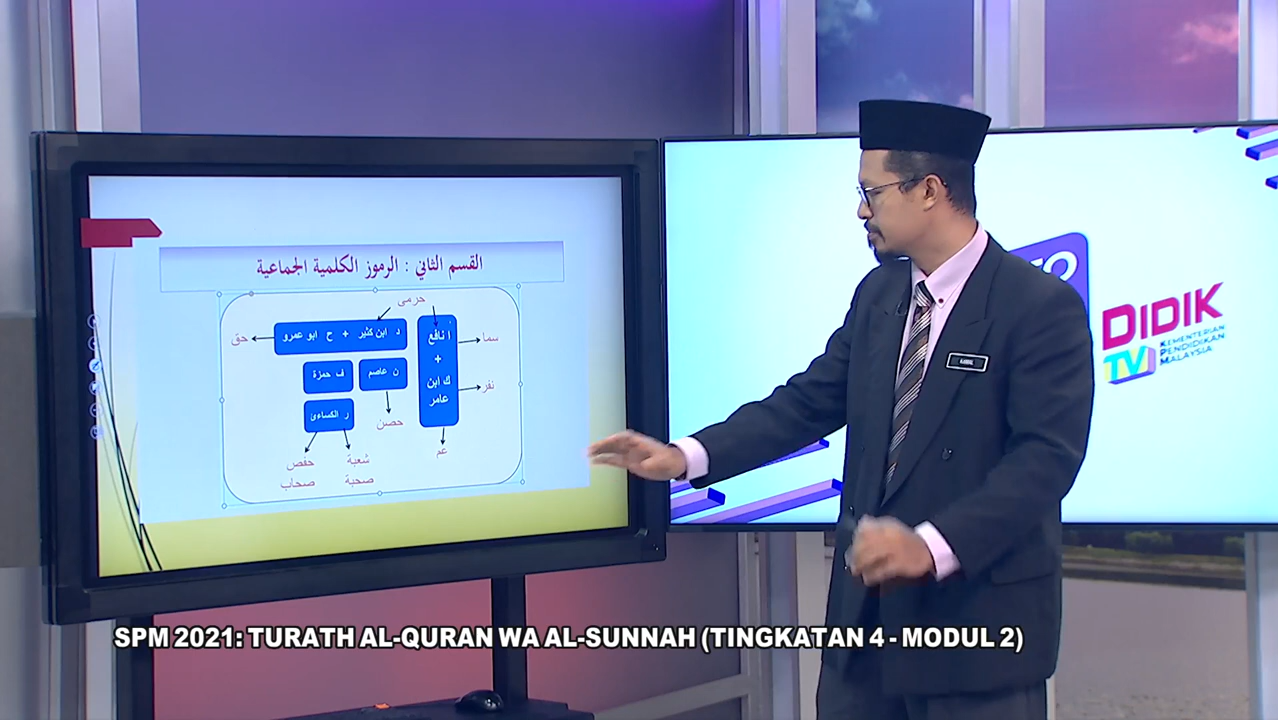 القسم الثاني : الرموز الكلمية الجماعية
حرمى
د ابن كثير + ح ابو عمرو
حق
أ نافع
+
ك ابن
عامر
سما
نفر
عم
ن عاصم
ف حمزة
حصن
ر الكساءئ
شعبة
صحبة
حفص
صحاب
DIDIK
TV
KEMENTERIAN
PENDIDIKAN
MALAYSIA
SPM 2021: TURATH AL-QURAN WA AL-SUNNAH (TINGKATAN 4 - MODUL 2)